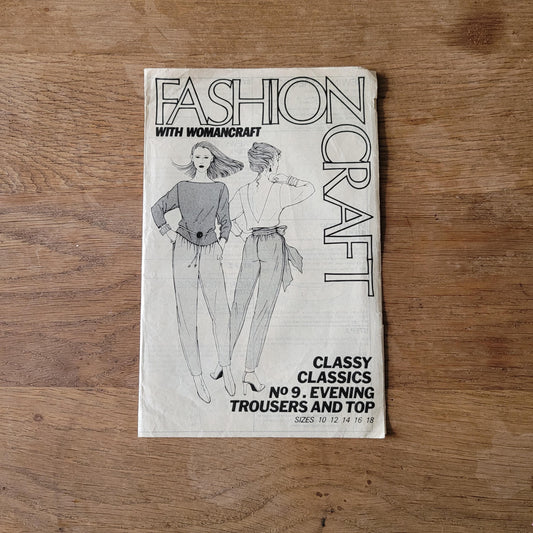 FASHION
CRAFT
WITH WOMANCRAFT
CLASSY
CLASSICS
No 9. EVENING
TROUSERS AND TOP
SIZES 10 12 14 16 18